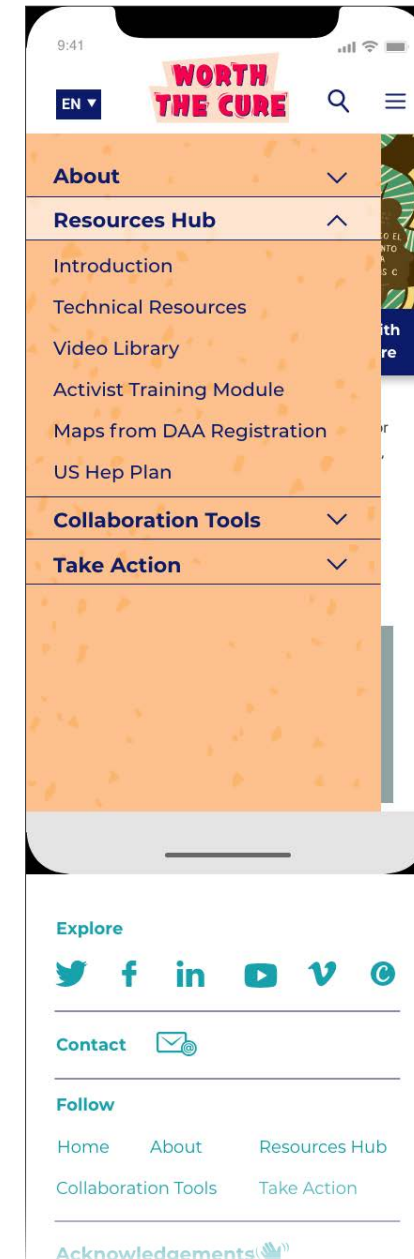 9:41
EN
WORTH
THE CURE
About
Resources Hub
Introduction
Technical Resources
Video Library
Activist Training Module
Maps from DAA Registration
US Hep Plan
Collaboration Tools
Take Action
Explore
Contact
Follow
Home About Resources Hub
Collaboration Tools Take Action
Acknowledgements